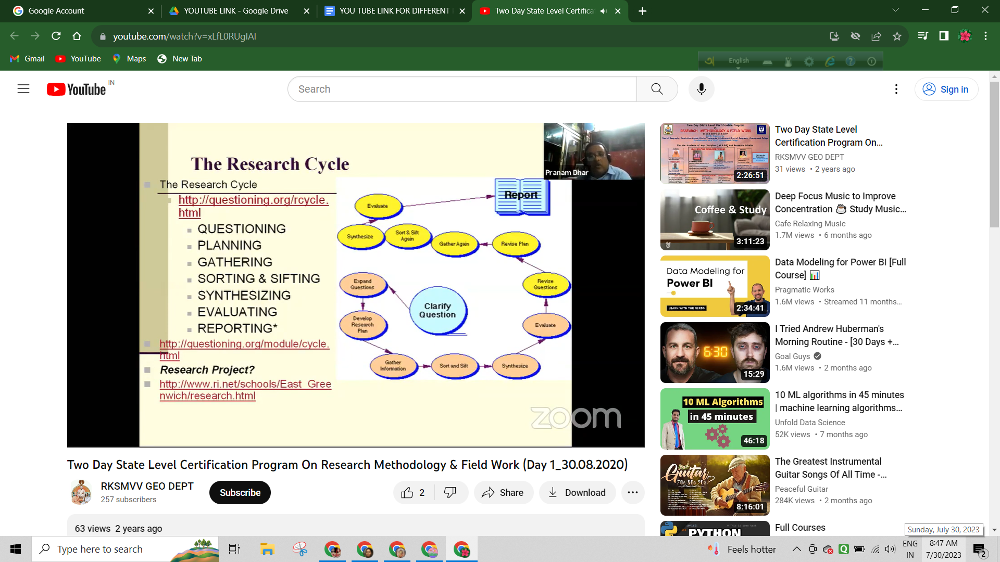 Google Account
YOUTUBE LINK - Google Drive
YOU TUBE LINK FOR DIFFERENT
Two Day State Level Certifica
youtube.com/watch?v=xLfL0RUglAI
Gmail
YouTube
Maps
New Tab
English
YouTube
IN
Search
Sign in
The Research Cycle
The Research Cycle
http://questioning.org/rcycle.
html
QUESTIONING
PLANNING
GATHERING
SORTING & SIFTING
SYNTHESIZING
EVALUATING
REPORTING*
http://questioning.org/module/cycle.
html
Research Project?
http://www.ri.net/schools/East_Gree
nwich/research.html
Pranam Dhar
Report
Evaluate
Synthesize
Sort & Sift
Again
Gather Again
Revise Plan
Expand
Questions
Clarify
Question
Revise
Questions
Develop
Research
Plan
Evaluate
Gather
Information
Sort and Sift
Synthesize
zoom
Two Day State Level Certification Program On Research Methodology & Field Work (Day 1_30.08.2020)
RKSMVV GEO DEPT
257 subscribers
Subscribe
2
Share
Download
63 views 2 years ago
Two-Day State Level Certification Program
RESEARCH METHODOLOGY & FIELD WORK
2:26:51
Two Day State Level
Certification Program On...
RKSMVV GEO DEPT
31 views • 2 years ago
Coffee & Study
3:11:23
Deep Focus Music to Improve
Concentration ☕ Study Music...
Cafe Relaxing Music
1.7M views • 6 months ago
Data Modeling for
Power BI
LEARN WITH THE NERDS
2:34:41
Data Modeling for Power BI [Full
Course] 📊
Pragmatic Works
1.6M views • Streamed 11 months...
6:30
15:29
I Tried Andrew Huberman's
Morning Routine - [30 Days +...
Goal Guys
1.6M views • 2 months ago
10 ML Algorithms
in 45 minutes
46:18
10 ML algorithms in 45 minutes
| machine learning algorithms...
Unfold Data Science
52K views • 7 months ago
Guitar
70s 80s 90s
8:16:01
The Greatest Instrumental
Guitar Songs Of All Time -...
Peaceful Guitar
284K views • 2 months ago
PYTHON
Full Courses
Sunday, July 30, 2023
Type here to search
Feels hotter
ENG
IN
8:47 AM
7/30/2023
2